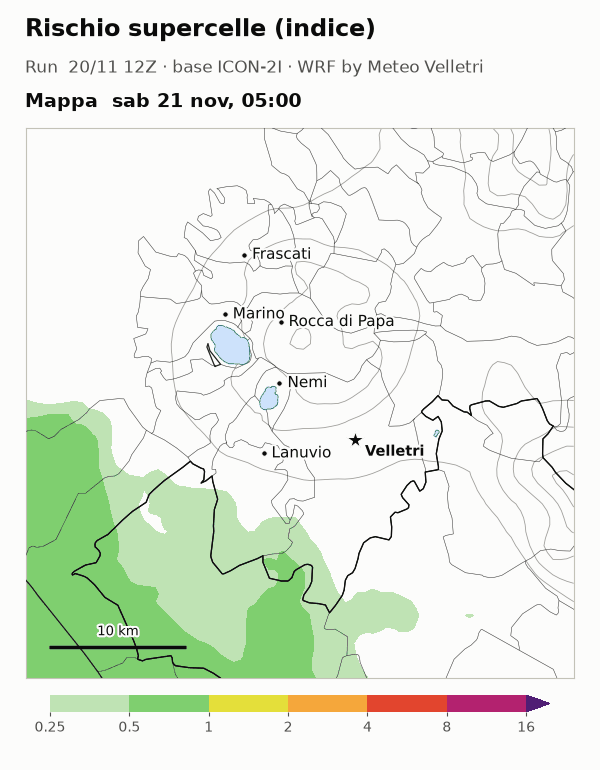 Rischio supercelle (indice)
Run  20/11 12Z · base ICON-2I · WRF by Meteo Velletri
Mappa  sab 21 nov, 05:00
Frascati
Marino
Rocca di Papa
Nemi
Velletri
Lanuvio
10 km
0.25 0.5 1 2 4 8 16